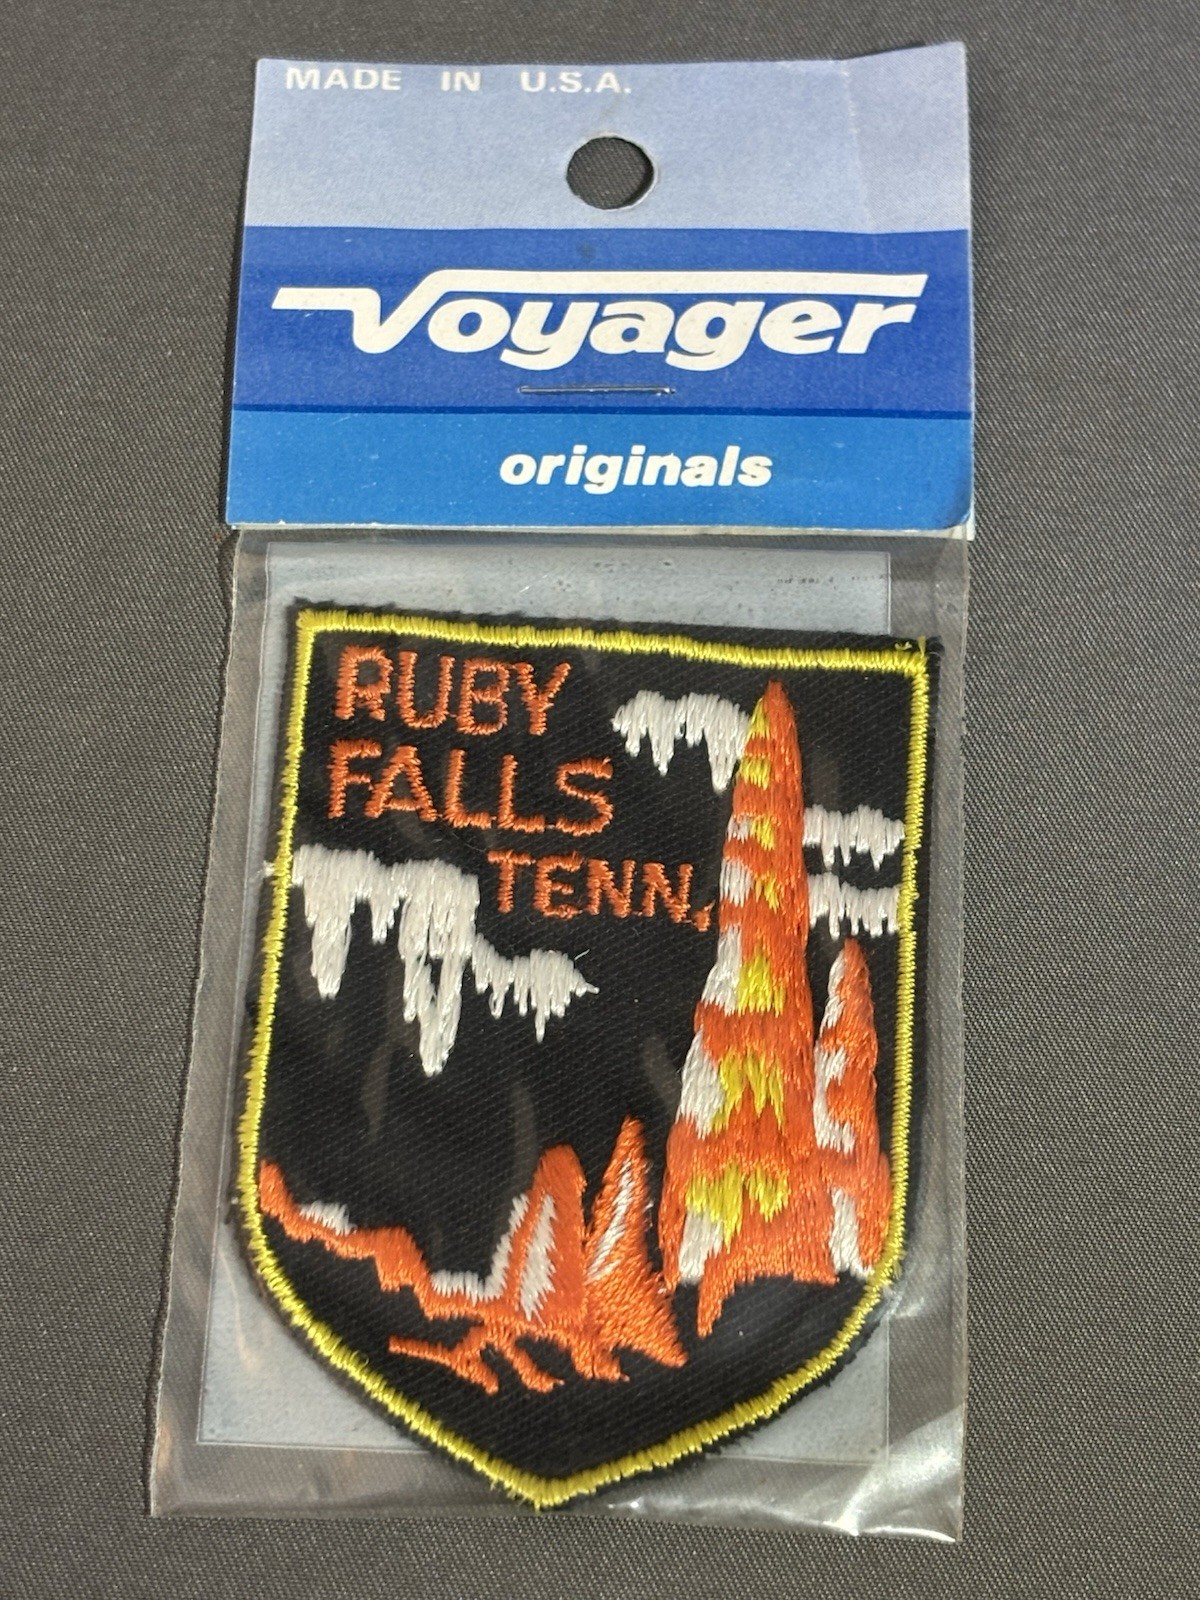 MADE IN U.S.A.
Voyager
originals
RUBY
FALLS
TENN.